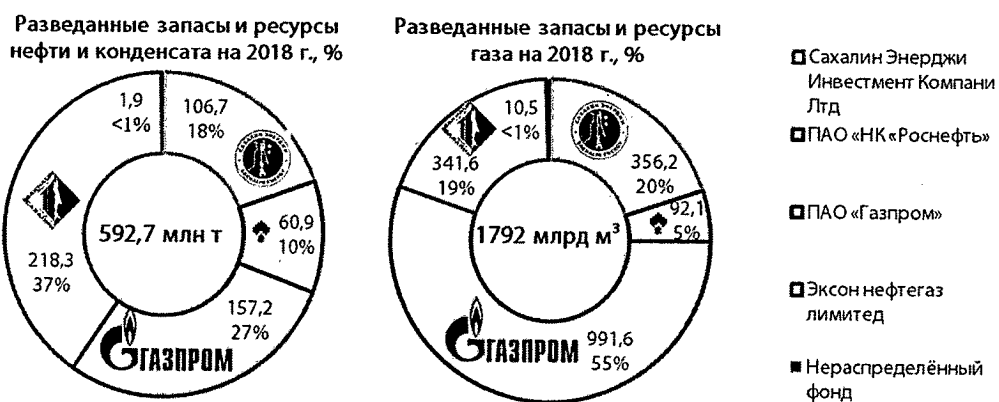 Разведанные запасы и ресурсы
нефти и конденсата на 2018 г., %
1,9
<1%
106,7
18%
60,9
10%
592,7 млн т
218,3
37%
157,2
27%
ГАЗПРОМ
Разведанные запасы и ресурсы
газа на 2018 г., %
10,5
<1%
341,6
19%
356,2
20%
92,1
5%
1792 млрд м³
ГАЗПРОМ
991,6
55%
Сахалин Энерджи
Инвестмент Компани
Лтд
ПАО «НК «Роснефть»
ПАО «Газпром»
Эксон нефтегаз
лимитед
Нераспределённый
фонд